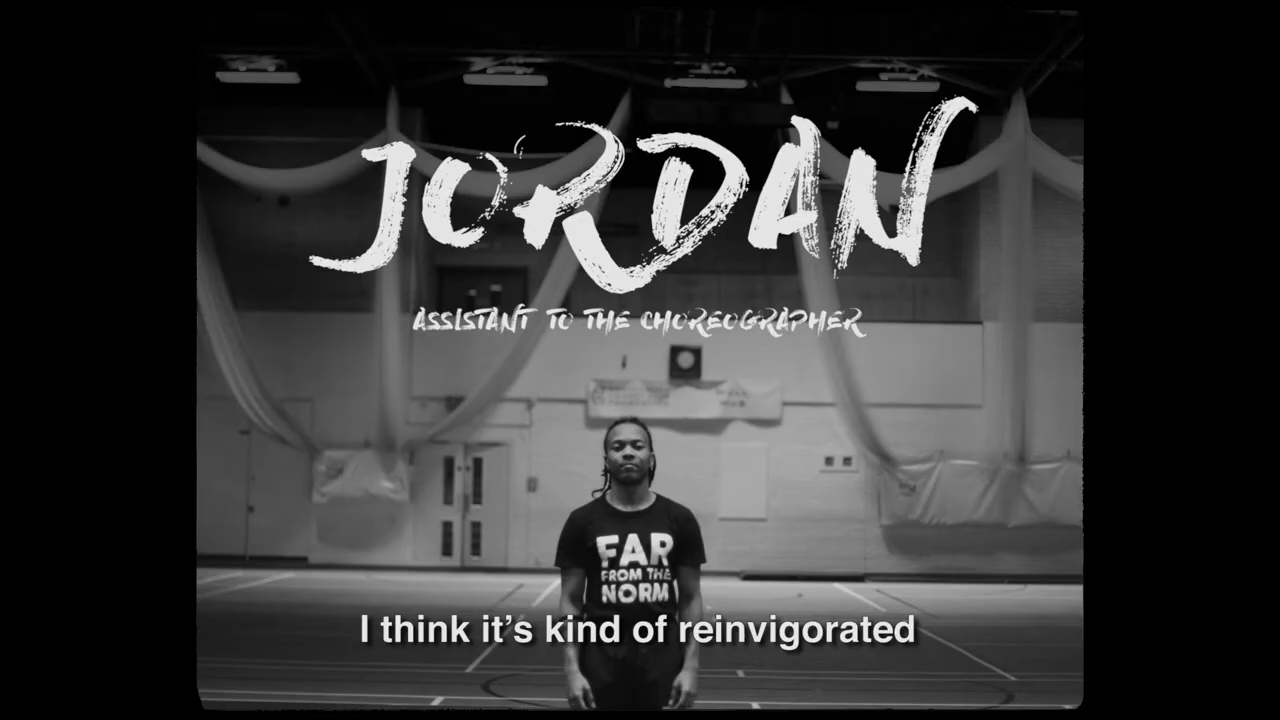 JORDAN
ASSISTANT TO THE CHOREOGRAPHER
FAR
FROM THE
NORM
I think it's kind of reinvigorated